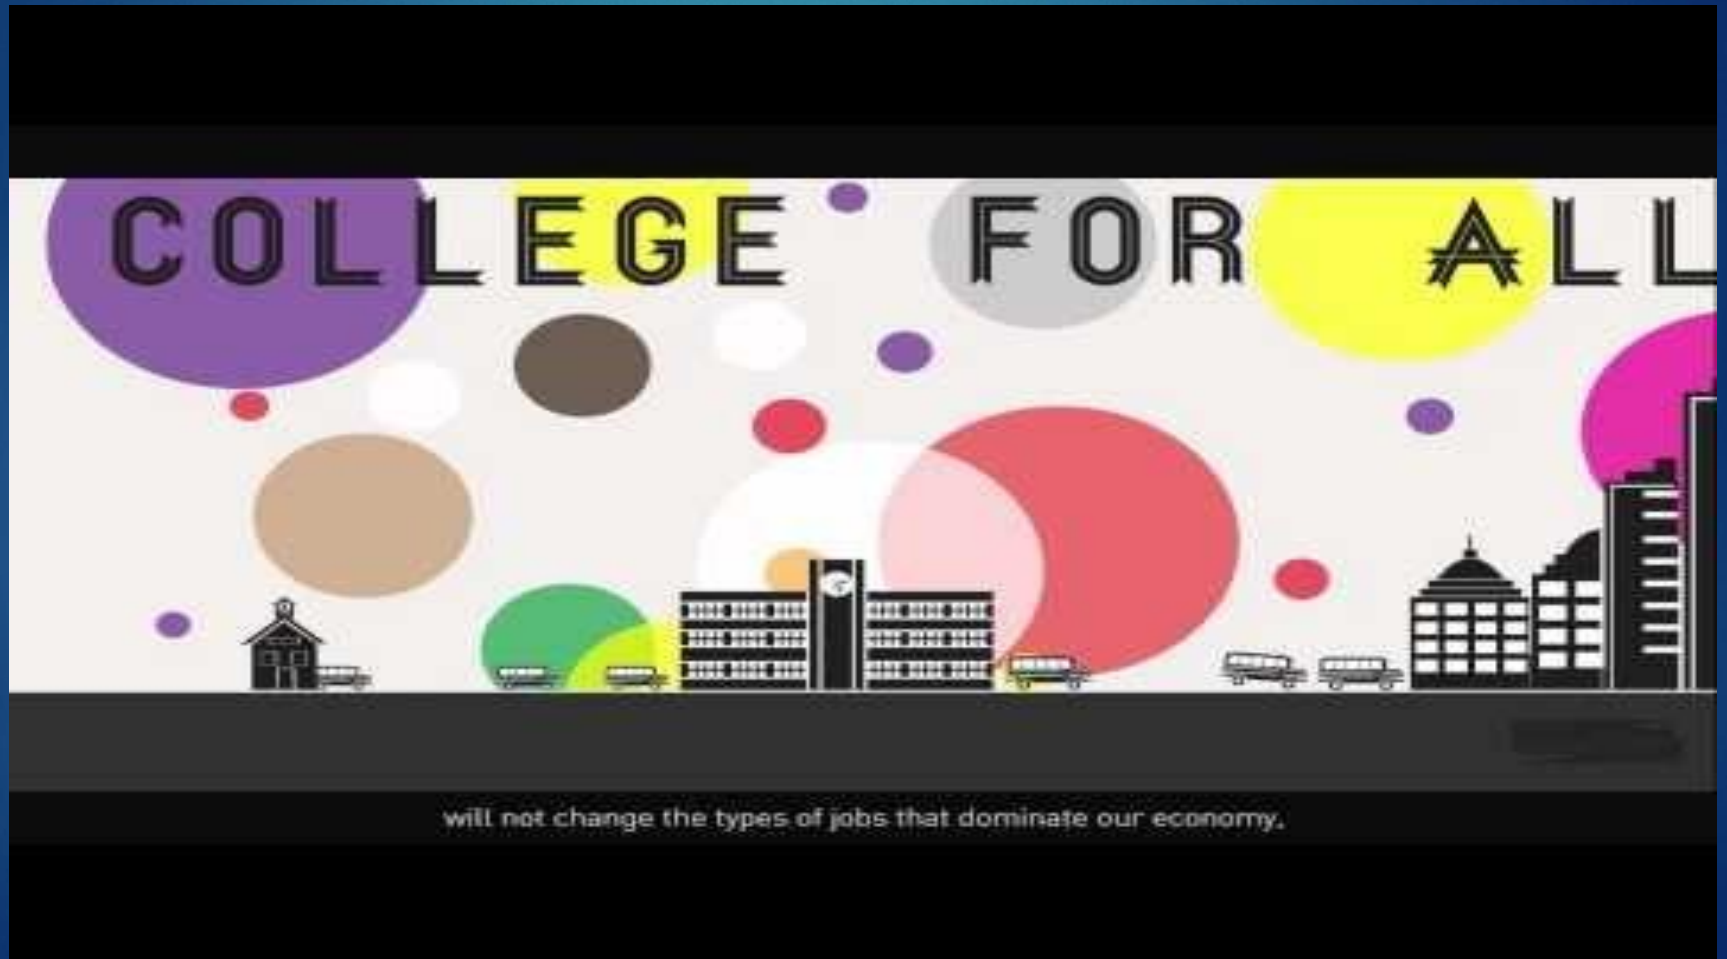 COLLEGE FOR ALL
will not change the types of jobs that dominate our economy.